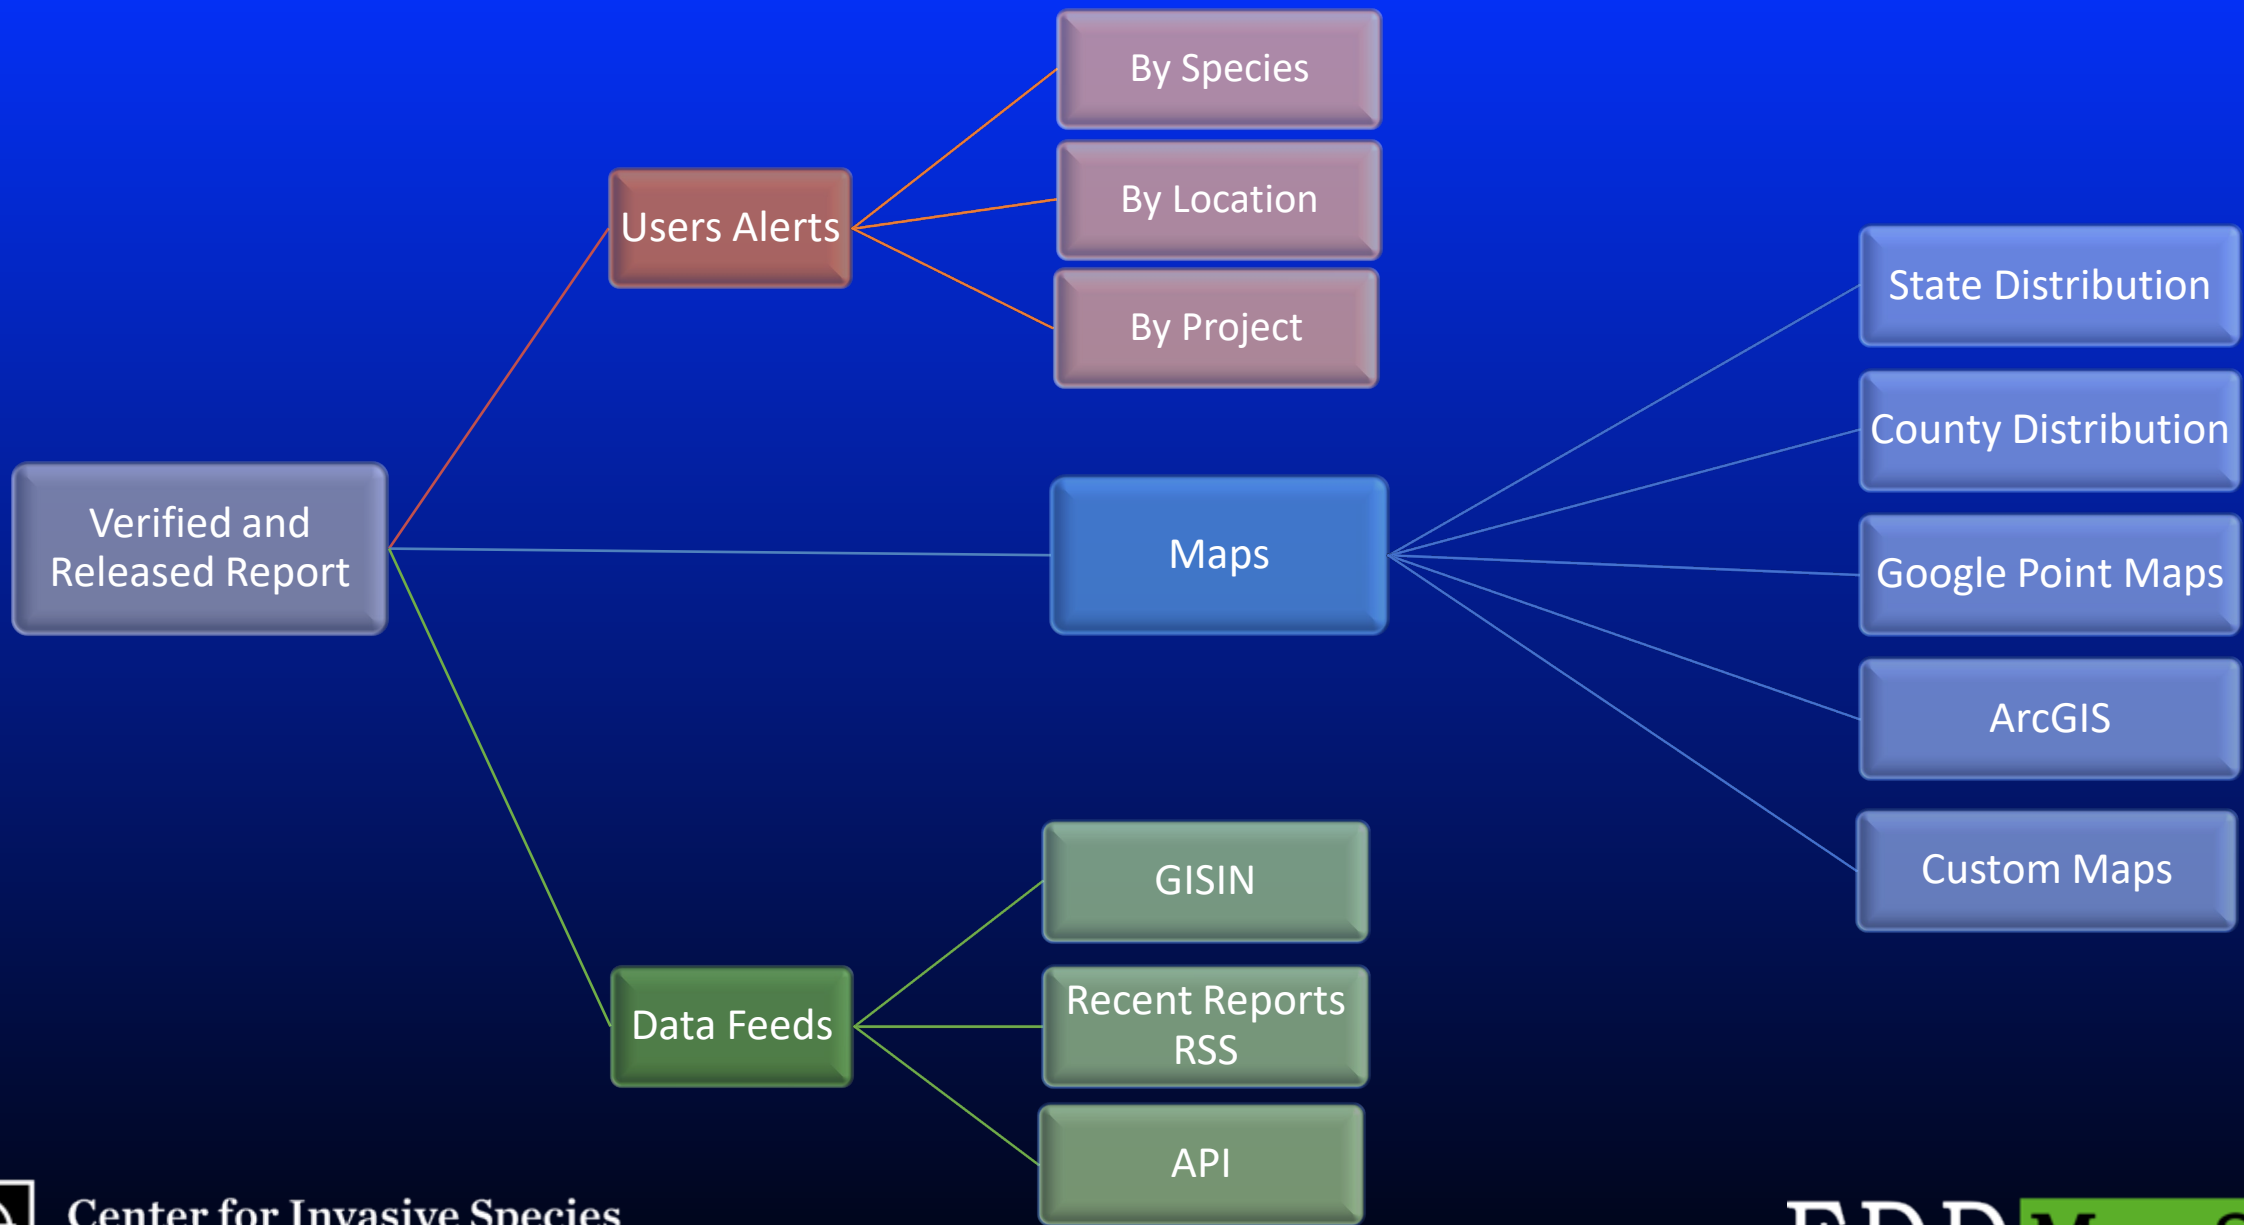 By Species
By Location
By Project
Users Alerts
Verified and
Released Report
Maps
State Distribution
County Distribution
Google Point Maps
ArcGIS
Custom Maps
Data Feeds
GISIN
Recent Reports
RSS
API
Center for Invasive Species
EDD